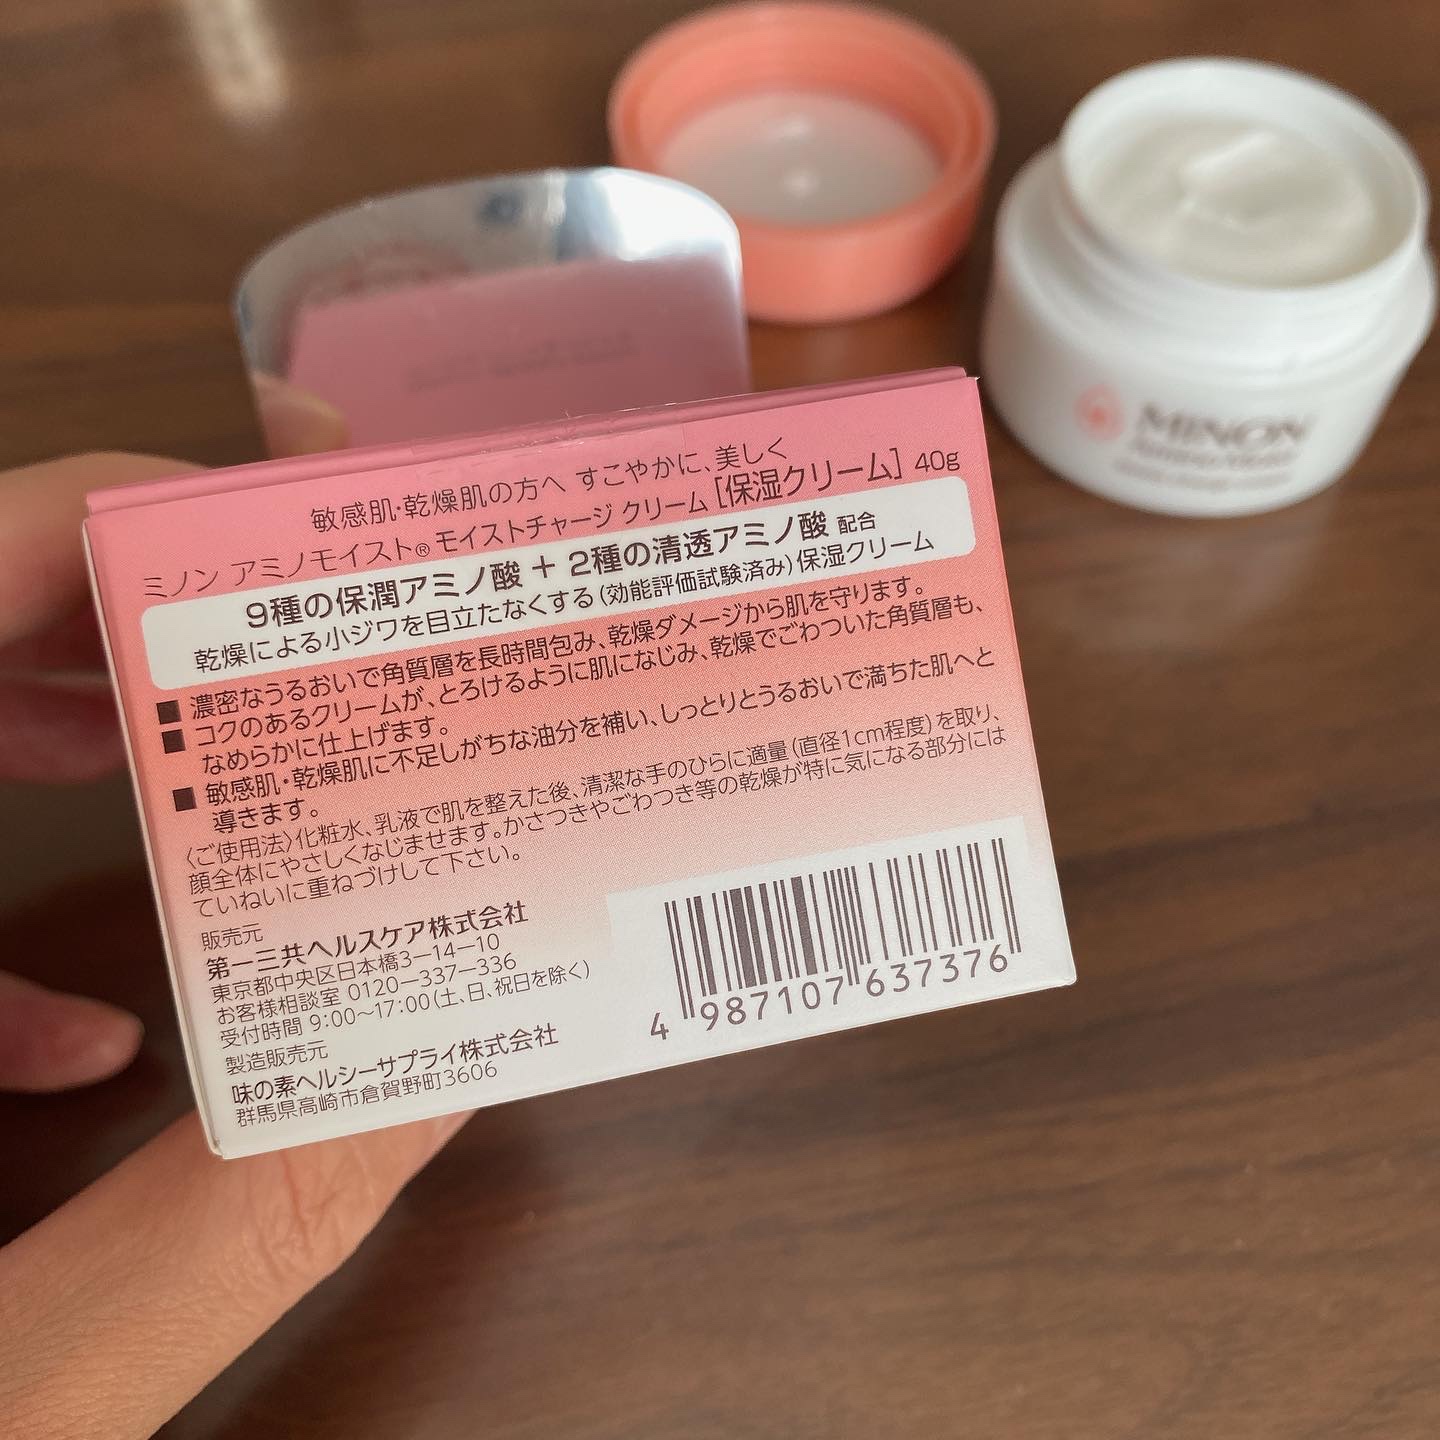 MINON
敏感肌・乾燥肌の方へ すこやかに、美しく
ミノン アミノモイスト® モイストチャージ クリーム [保湿クリーム] 40g
9種の保潤アミノ酸 + 2種の清透アミノ酸 配合
乾燥による小ジワを目立たなくする(効能評価試験済み)保湿クリーム
■ 濃密なうるおいで角質層を長時間包み、乾燥ダメージから肌を守ります。
■ コクのあるクリームが、とろけるように肌になじみ、乾燥でごわついた角質層も、
なめらかに仕上げます。
■ 敏感肌・乾燥肌に不足しがちな油分を補い、しっとりとうるおいで満ちた肌へと
導きます。
〈ご使用法〉化粧水、乳液で肌を整えた後、清潔な手のひらに適量(直径1cm程度)を取り、
顔全体にやさしくなじませます。かさつきやごわつき等の乾燥が特に気になる部分には
ていねいに重ねづけして下さい。
販売元
第一三共ヘルスケア株式会社
東京都中央区日本橋3ー14ー10
お客様相談室 0120ー337ー336
受付時間 9:00〜17:00(土、日、祝日を除く)
製造販売元
味の素ヘルシーサプライ株式会社
群馬県高崎市倉賀野町3606
4 987107 637376